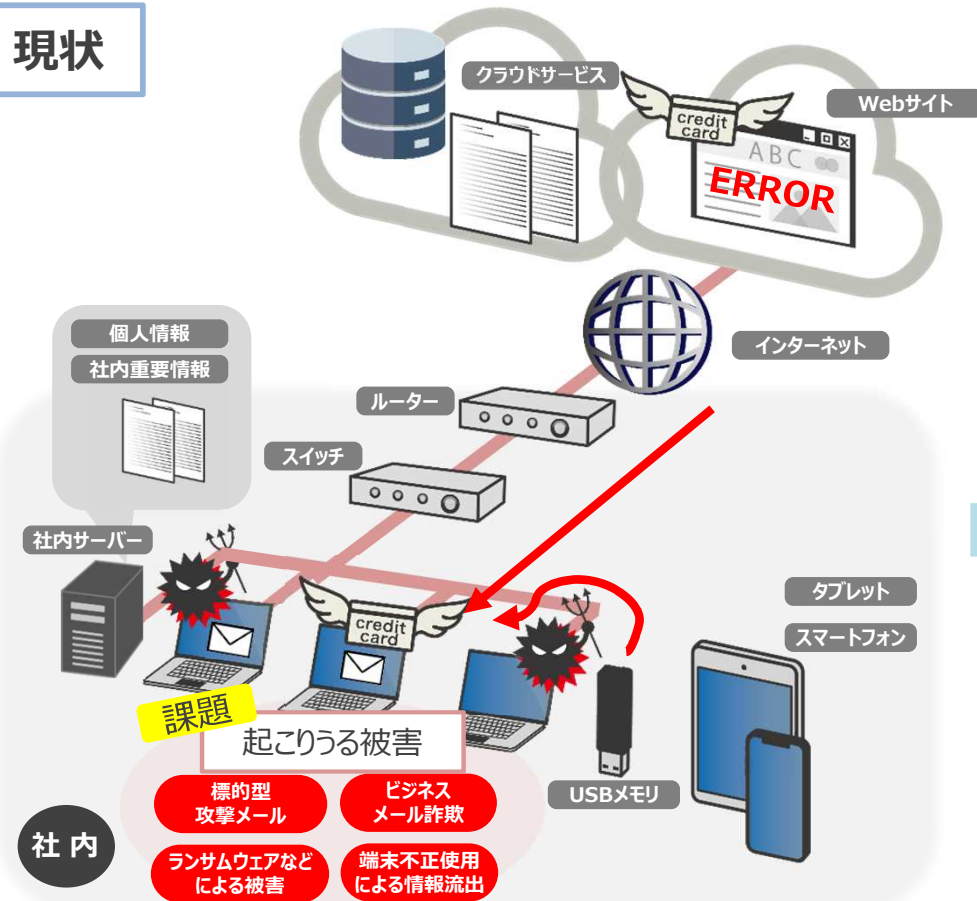 現状
クラウドサービス
Webサイト
credit
card
ABC
ERROR
個人情報
社内重要情報
インターネット
ルーター
スイッチ
社内サーバー
タブレット
スマートフォン
credit
card
課題
起こりうる被害
標的型
攻撃メール
ビジネス
メール詐欺
USBメモリ
社内
ランサムウェアなど
による被害
端末不正使用
による情報流出